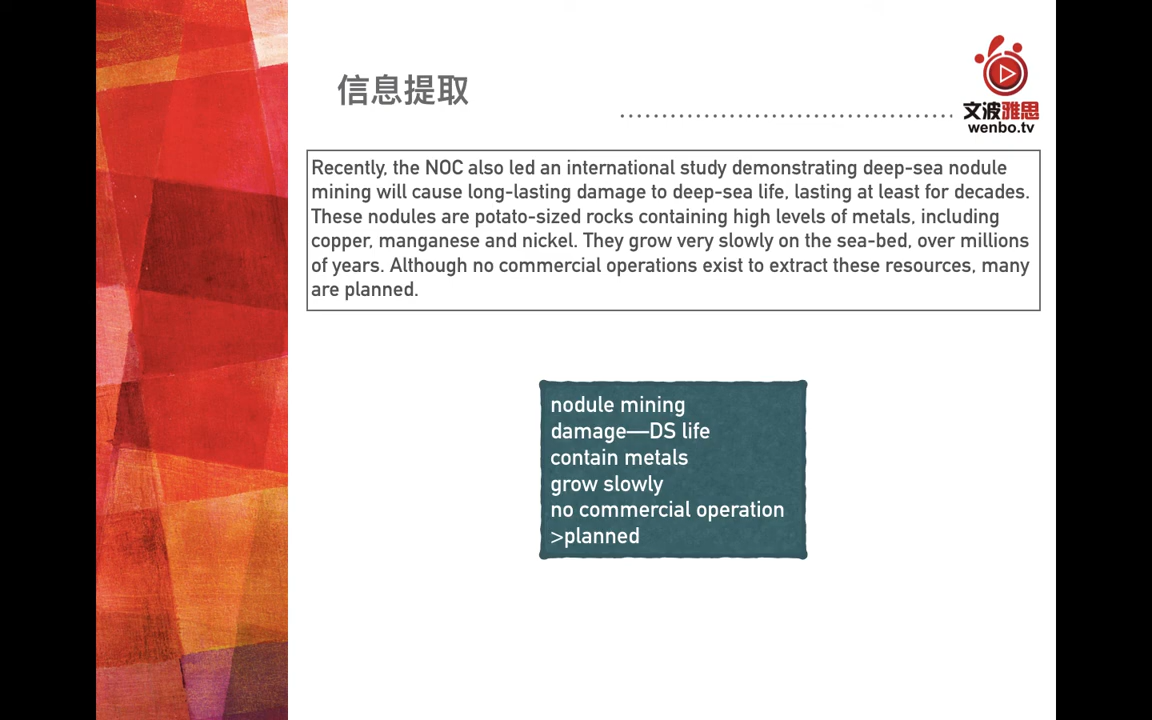 信息提取
文波雅思
wenbo.tv
Recently, the NOC also led an international study demonstrating deep-sea nodule
mining will cause long-lasting damage to deep-sea life, lasting at least for decades.
These nodules are potato-sized rocks containing high levels of metals, including
copper, manganese and nickel. They grow very slowly on the sea-bed, over millions
of years. Although no commercial operations exist to extract these resources, many
are planned.
nodule mining
damage—DS life
contain metals
grow slowly
no commercial operation
>planned